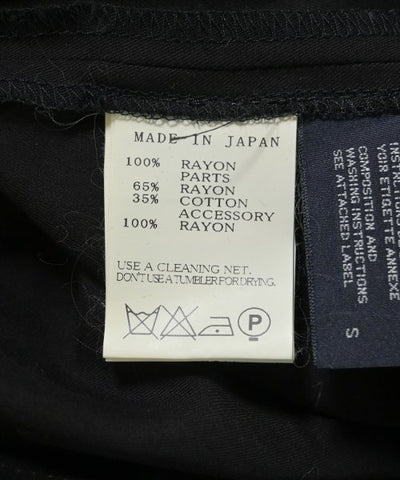 MADE IN JAPAN
100% RAYON
PARTS
65% RAYON
35% COTTON
ACCESSORY
100% RAYON
USE A CLEANING NET.
DON'T USE A TUMBLER FOR DRYING.
P
YOUR ETIQUETTE ANNEXE
COMPOSITION AND
WASHING INSTRUCTIONS
SEE ATTACHED LABEL
S